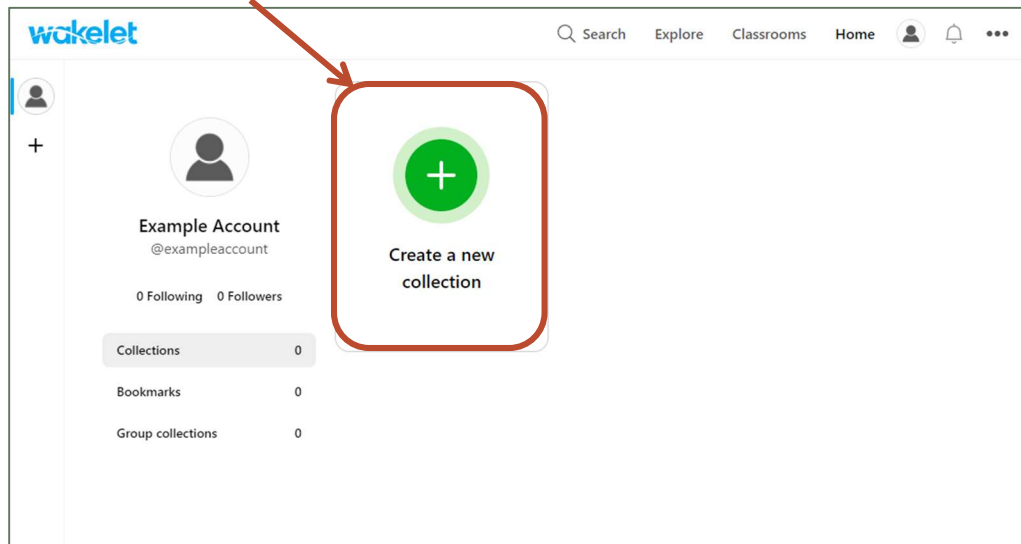 wakelet
Search Explore Classrooms Home
Example Account
@exampleaccount
0 Following 0 Followers
Collections 0
Bookmarks 0
Group collections 0
Create a new
collection